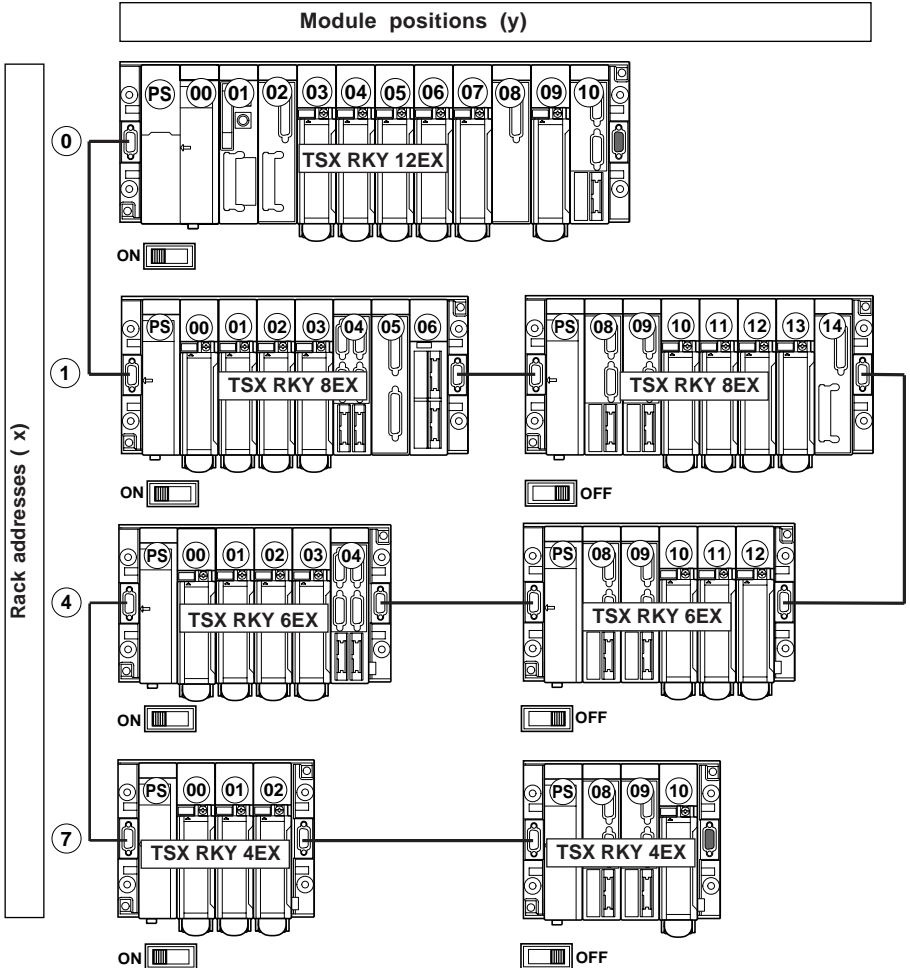 Module positions (y)
Rack addresses ( x)
0
PS 00 01 02 03 04 05 06 07 08 09 10
TSX RKY 12EX
ON
1
PS 00 01 02 03 04 05 06
TSX RKY 8EX
ON
PS 08 09 10 11 12 13 14
TSX RKY 8EX
OFF
4
PS 00 01 02 03 04
TSX RKY 6EX
ON
PS 08 09 10 11 12
TSX RKY 6EX
OFF
7
PS 00 01 02
TSX RKY 4EX
ON
PS 08 09 10
TSX RKY 4EX
OFF